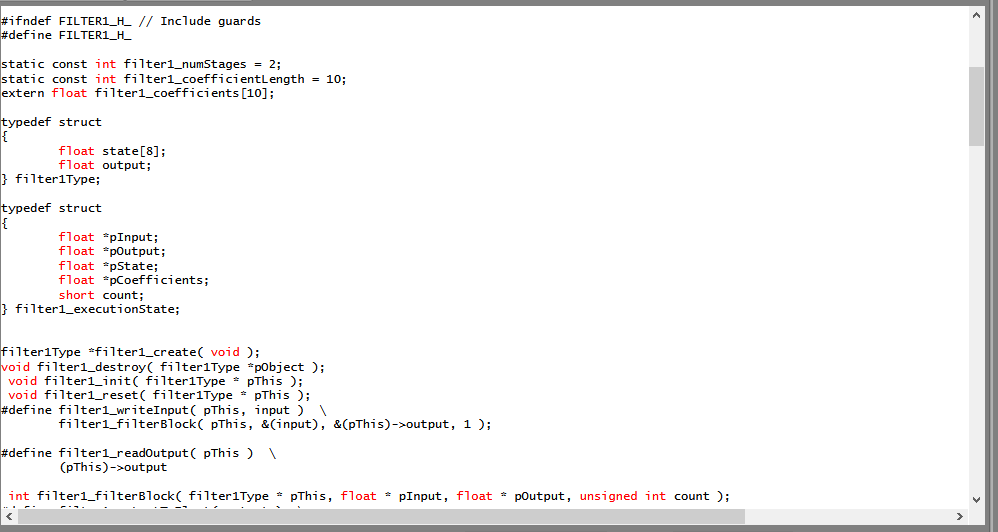 #ifndef FILTER1_H_ // Include guards
#define FILTER1_H_
static const int filter1_numStages = 2;
static const int filter1_coefficientLength = 10;
extern float filter1_coefficients[10];
typedef struct
{
float state[8];
float output;
} filter1Type;
typedef struct
{
float *pInput;
float *pOutput;
float *pState;
float *pCoefficients;
short count;
} filter1_executionState;
filter1Type *filter1_create( void );
void filter1_destroy( filter1Type *pObject );
void filter1_init( filter1Type * pThis );
void filter1_reset( filter1Type * pThis );
#define filter1_writeInput( pThis, input )  \
filter1_filterBlock( pThis, &(input), &(pThis)->output, 1 );
#define filter1_readOutput( pThis )  \
(pThis)->output
int filter1_filterBlock( filter1Type * pThis, float * pInput, float * pOutput, unsigned int count );